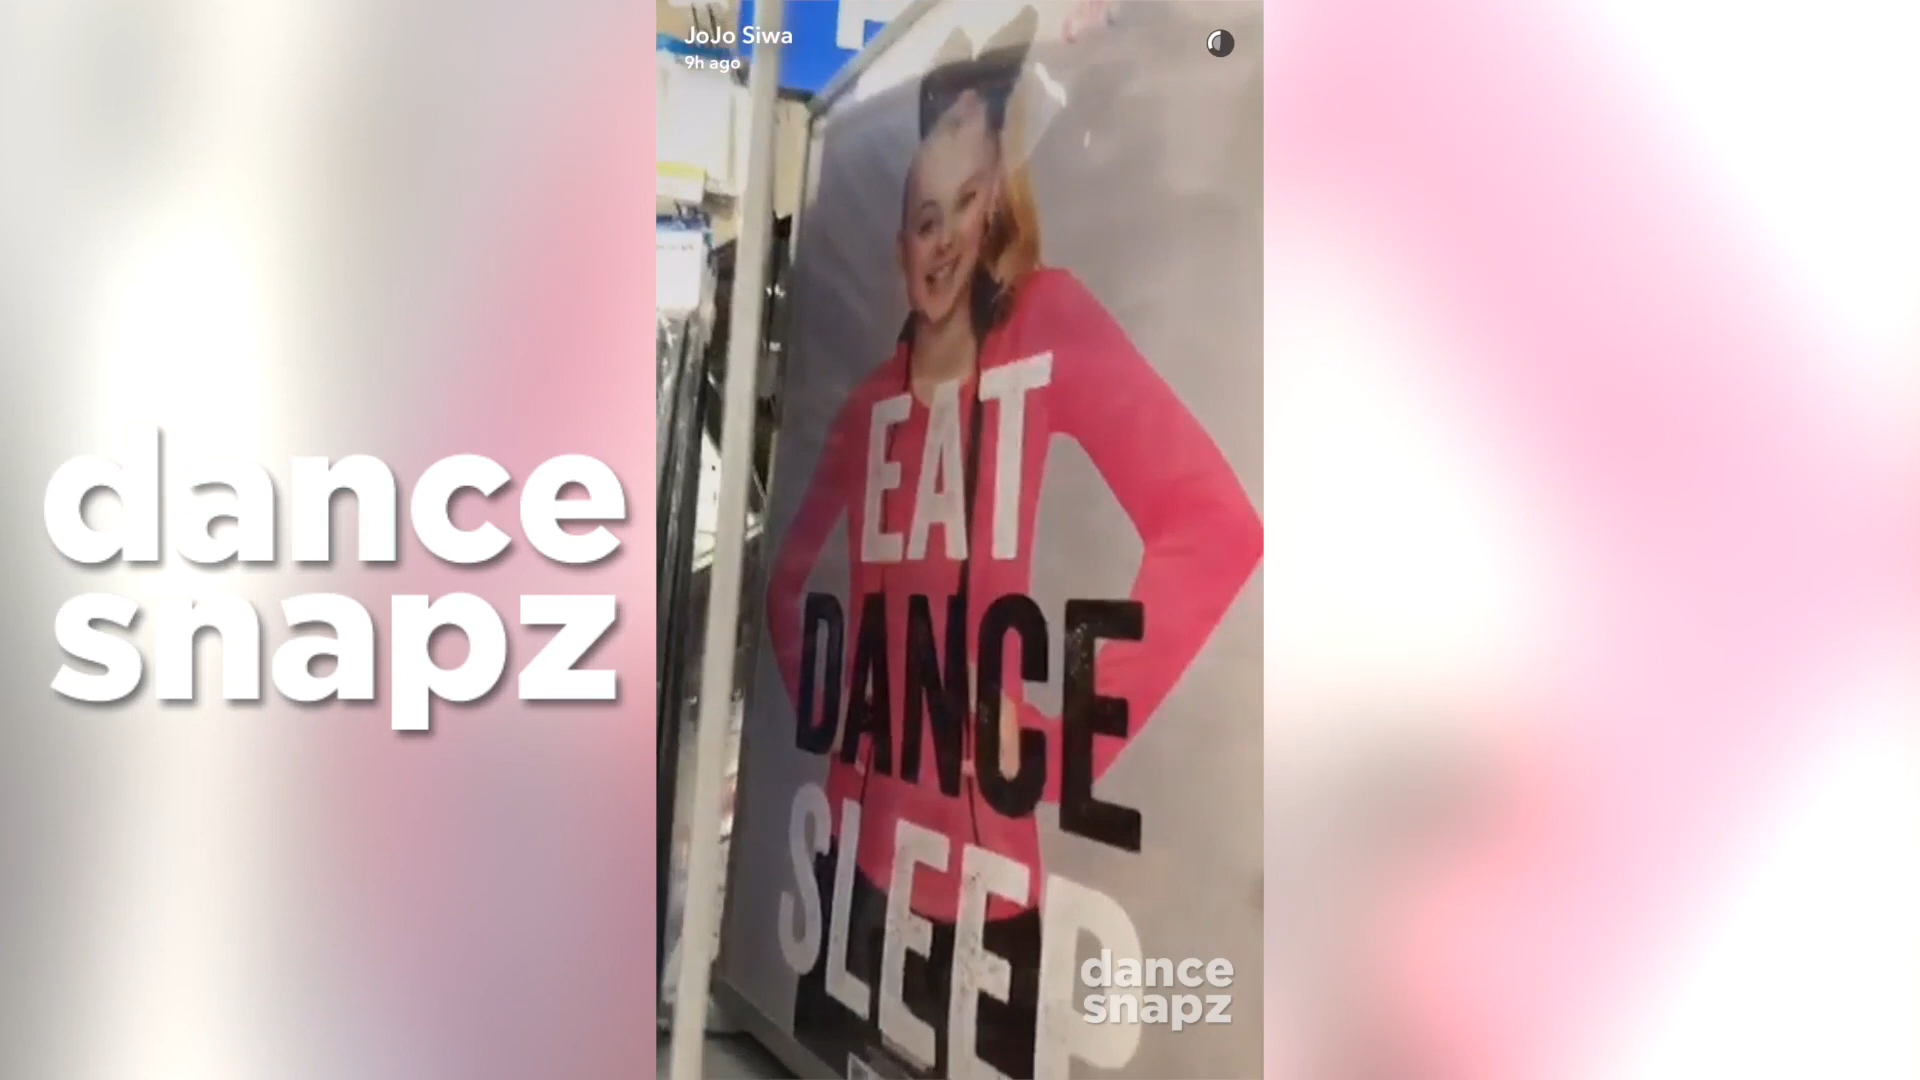 JoJo Siwa
9h ago
EAT
DANCE
SLEEP
dance
snapz
dance
snapz